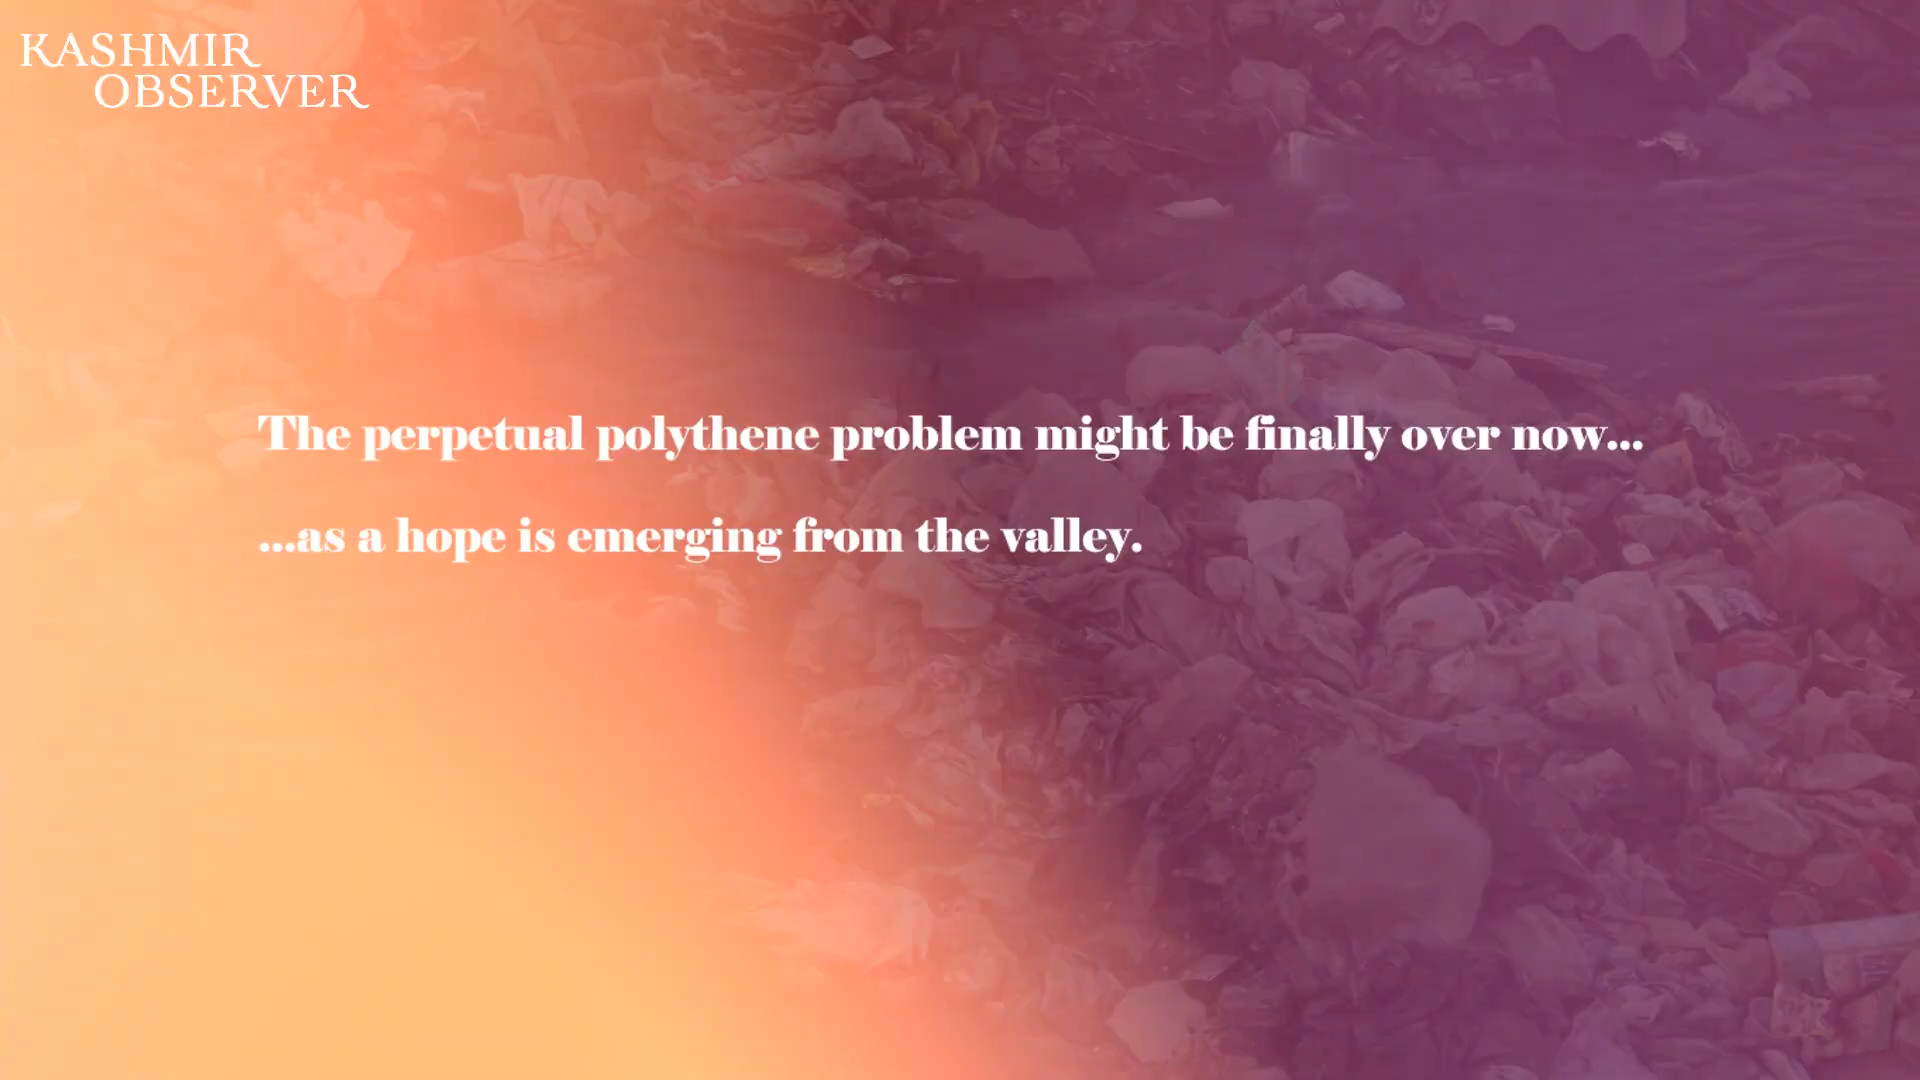 KASHMIR
OBSERVER
The perpetual polythene problem might be finally over now...
...as a hope is emerging from the valley.